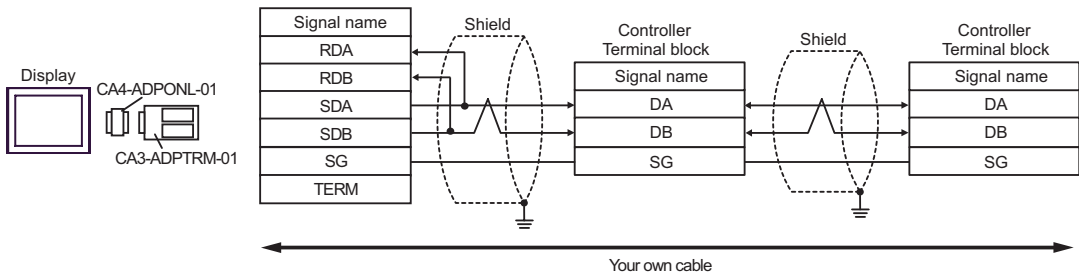 Display
CA4-ADPONL-01
CA3-ADPTRM-01
Signal name
RDA
RDB
SDA
SDB
SG
TERM
Shield
Controller
Terminal block
Signal name
DA
DB
SG
Shield
Controller
Terminal block
Signal name
DA
DB
SG
Your own cable